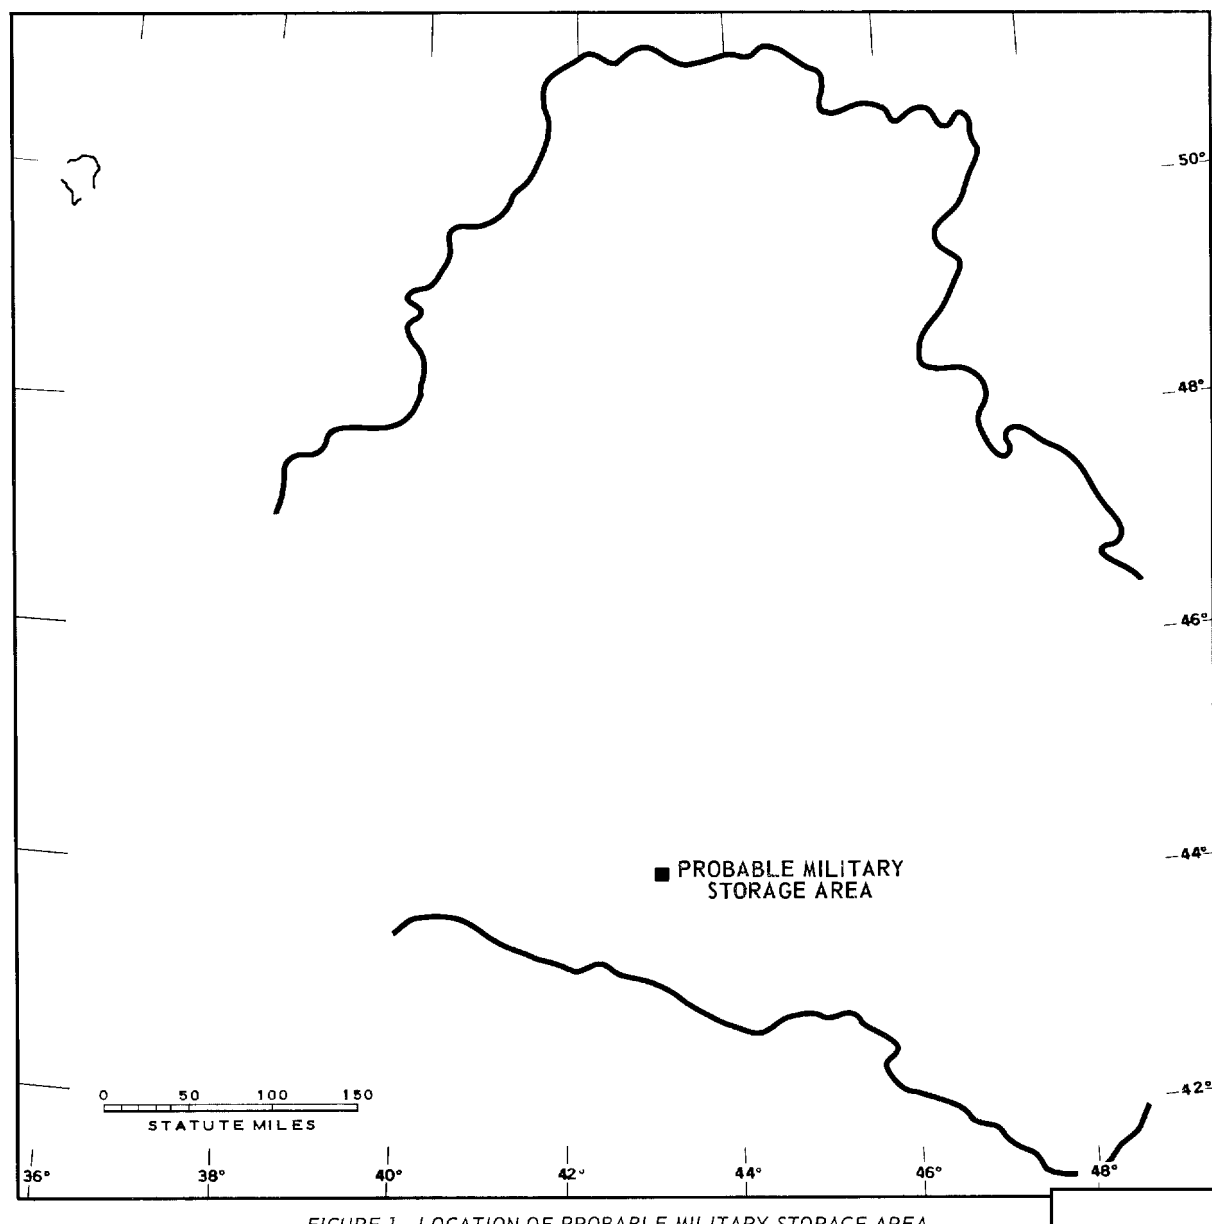 50°
48°
46°
44°
PROBABLE MILITARY
STORAGE AREA
42°
0 50 100 150
STATUTE MILES
36° 38° 40° 42° 44° 46° 48°
FIGURE 1. LOCATION OF PROBABLE MILITARY STORAGE AREA